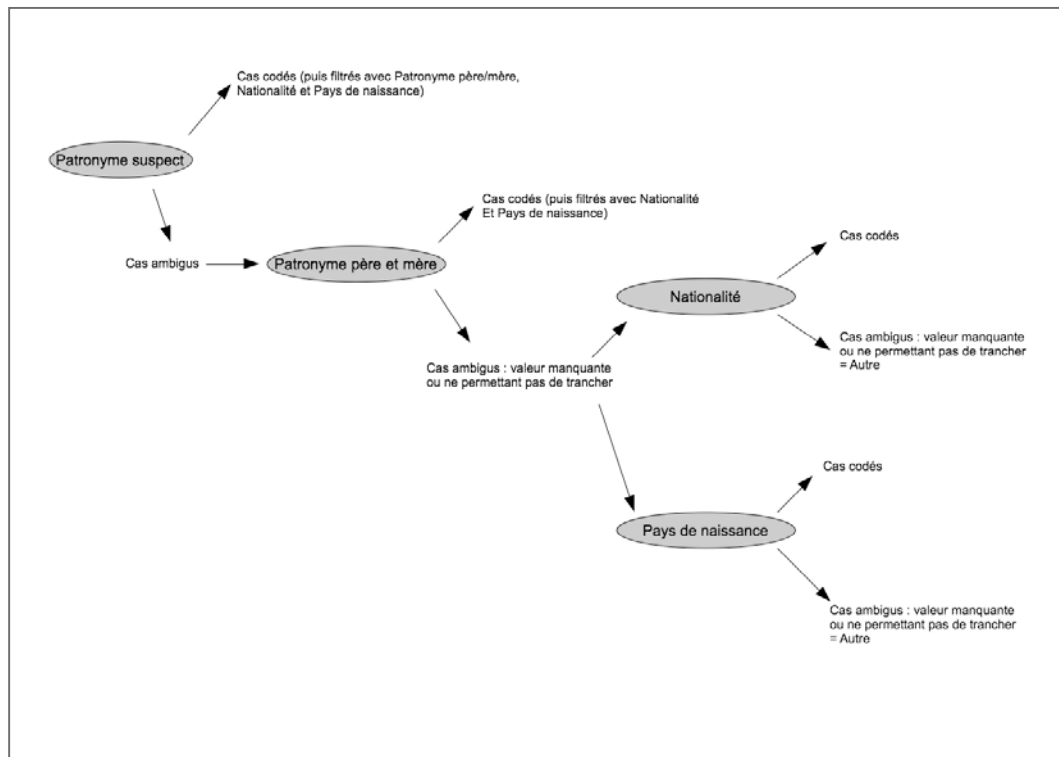 Cas codés (puis filtrés avec Patronyme père/mère,
Nationalité et Pays de naissance)
Patronyme suspect
Cas ambigus
Patronyme père et mère
Cas codés (puis filtrés avec Nationalité
Et Pays de naissance)
Cas ambigus : valeur manquante
ou ne permettant pas de trancher
Nationalité
Cas codés
Cas ambigus : valeur manquante
ou ne permettant pas de trancher
= Autre
Pays de naissance
Cas codés
Cas ambigus : valeur manquante
ou ne permettant pas de trancher
= Autre